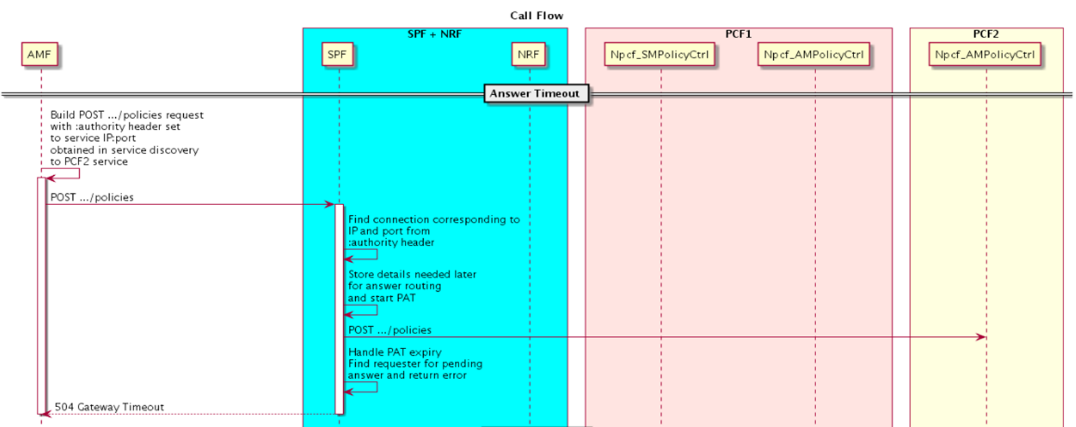 Call Flow
SPF + NRF
PCF1
PCF2
AMF
SPF
NRF
Npcf_SMPolicyCtrl
Npcf_AMPolicyCtrl
Npcf_AMPolicyCtrl
Answer Timeout
Build POST .../policies request
with :authority header set
to service IP:port
obtained in service discovery
to PCF2 service
POST .../policies
Find connection corresponding to
IP and port from
:authority header
Store details needed later
for answer routing
and start PAT
POST .../policies
Handle PAT expiry
Find requester for pending
answer and return error
504 Gateway Timeout